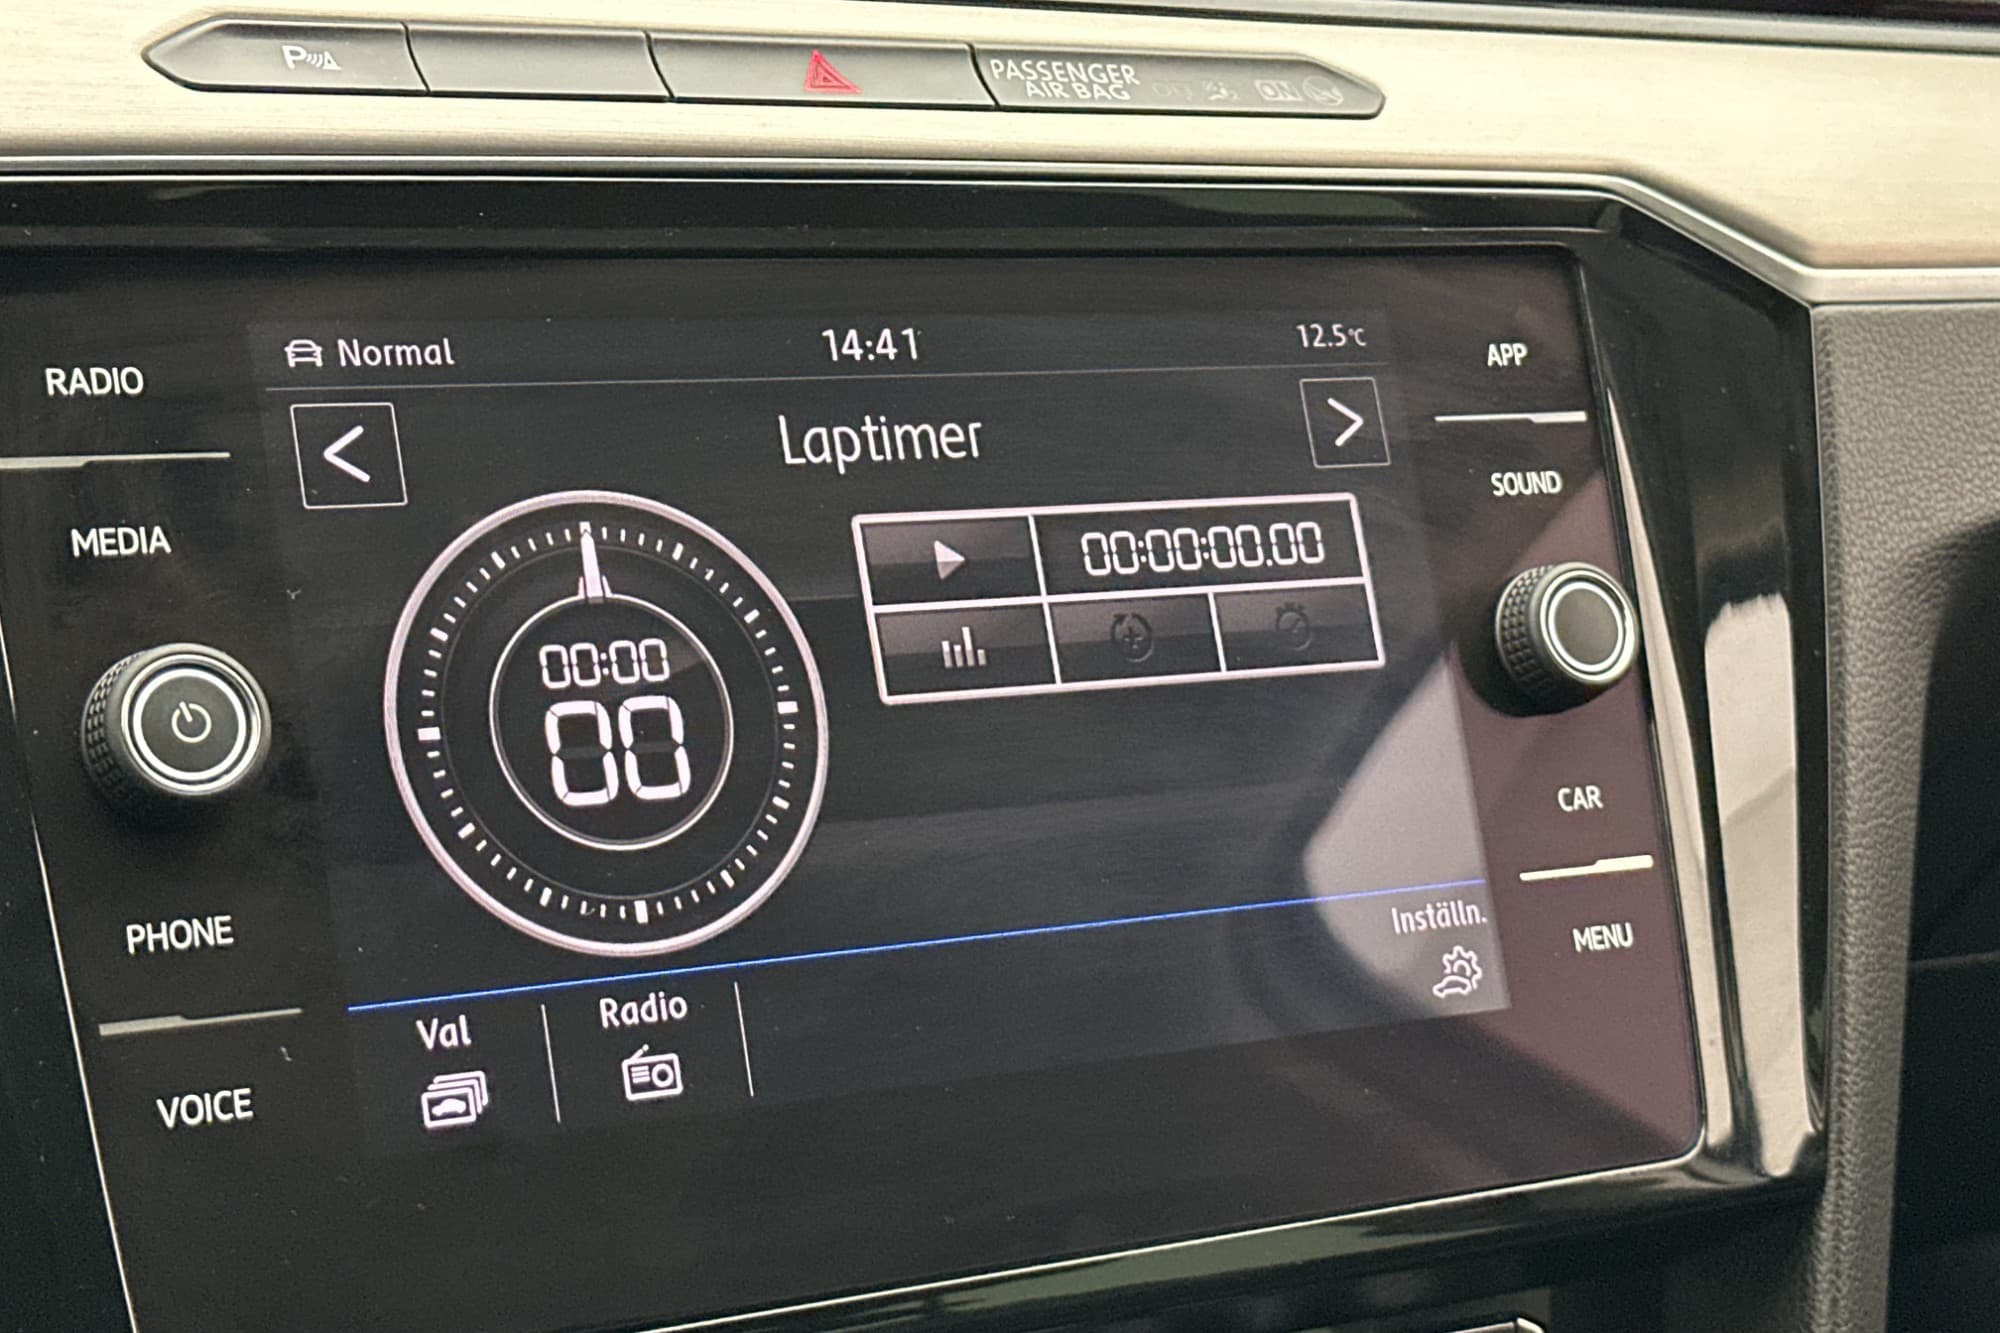 P
PASSENGER
AIR BAG
ON
Normal
14:41
12.5°C
RADIO
APP
Laptimer
SOUND
MEDIA
00:00:00.00
00:00
00
CAR
PHONE
Inställn.
MENU
Val
Radio
VOICE